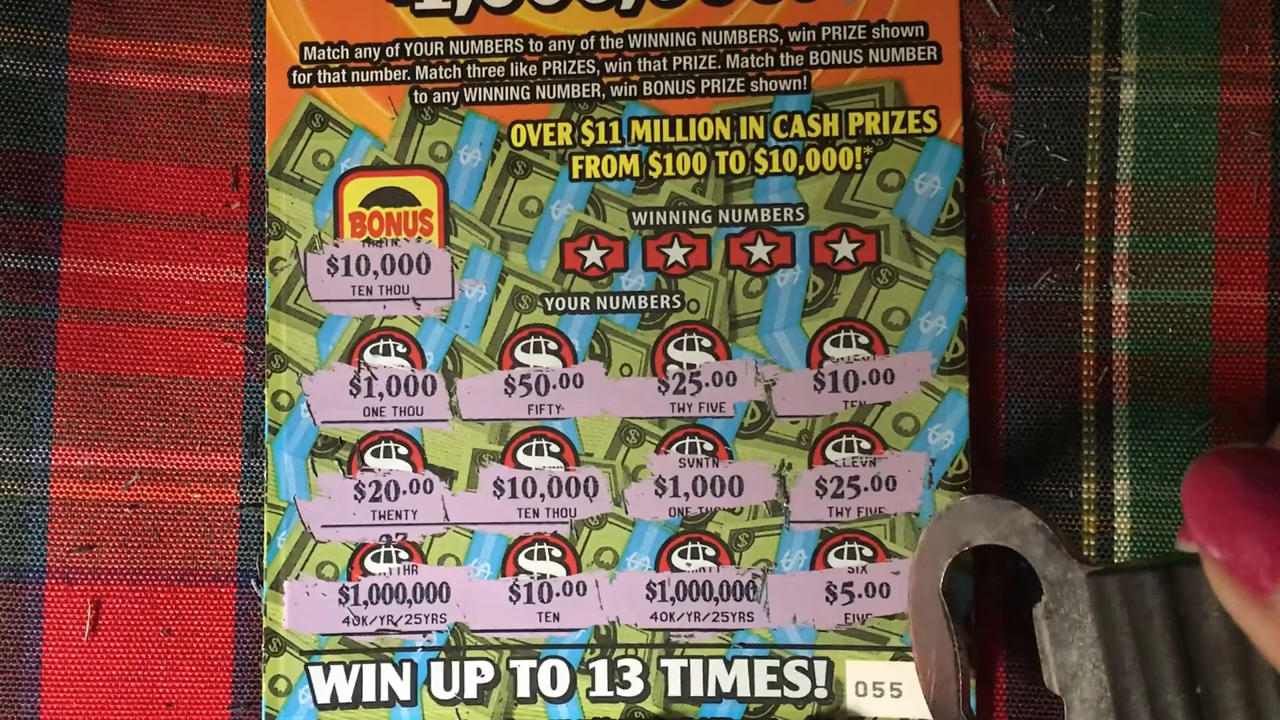 Match any of YOUR NUMBERS to any of the WINNING NUMBERS, win PRIZE shown
for that number. Match three like PRIZES, win that PRIZE. Match the BONUS NUMBER
to any WINNING NUMBER, win BONUS PRIZE shown!
OVER $11 MILLION IN CASH PRIZES
FROM $100 TO $10,000!*
BONUS
$10,000
TEN THOU
WINNING NUMBERS
YOUR NUMBERS
$1,000 $50.00 $25.00 $10.00
ONE THOU FIFTY TWY FIVE TEN
SVNTN ELEVN
$20.00 $10,000 $1,000 $25.00
TWENTY TEN THOU ONE THOU TWY FIVE
SIX
$1,000,000 $10.00 $1,000,000 $5.00
40K/YR/25YRS TEN 40K/YR/25YRS FIVE
WIN UP TO 13 TIMES!
055